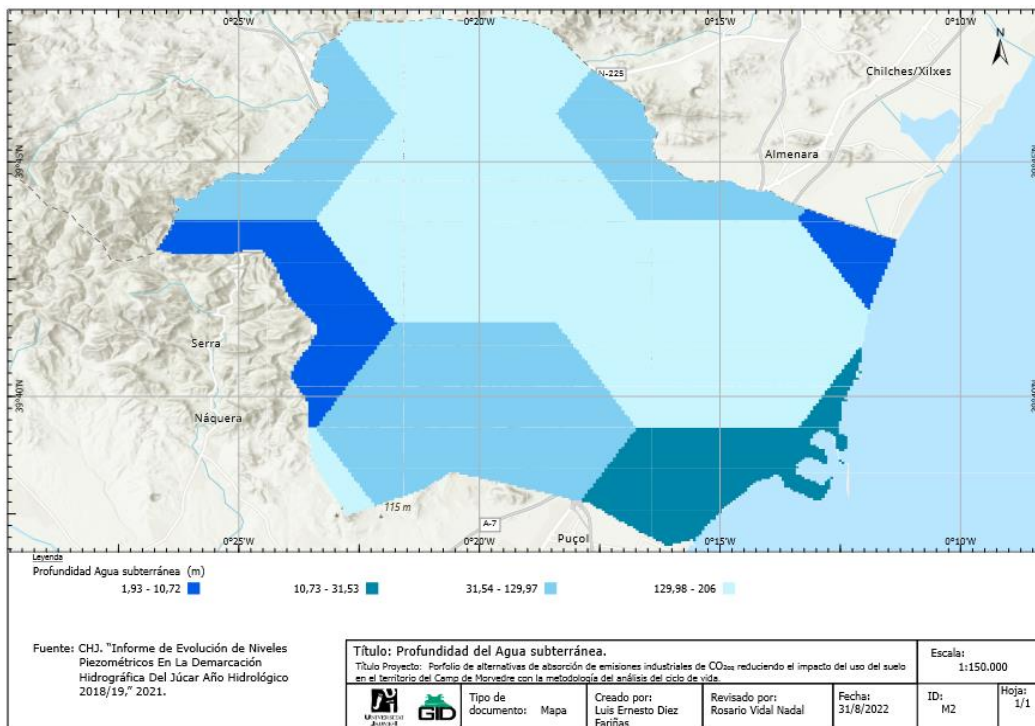 0°25'W
0°20'W
0°15'W
0°10'W
N
N-225
Chilches/Xilxes
Almenara
39°45'N
39°45'N
Serra
39°40'N
39°40'N
Náquera
115 m
A-7
Puçol
0°25'W
0°20'W
0°15'W
0°10'W
Leyenda
Profundidad Agua subterránea (m)
1,93 - 10,72
10,73 - 31,53
31,54 - 129,97
129,98 - 206
Fuente: CHJ. "Informe de Evolución de Niveles
Piezométricos En La Demarcación
Hidrográfica Del Júcar Año Hidrológico
2018/19," 2021.
Título: Profundidad del Agua subterránea.
Título Proyecto: Porfolio de alternativas de absorción de emisiones industriales de CO₂ₑq reduciendo el impacto del uso del suelo
en el territorio del Camp de Morvedre con la metodología del análisis del ciclo de vida.
Escala:
1:150.000
UNIVERSITAT
JAUME·I
GID
Tipo de
documento: Mapa
Creado por:
Luis Ernesto Díez
Fariñas
Revisado por:
Rosario Vidal Nadal
Fecha:
31/8/2022
ID:
M2
Hoja:
1/1